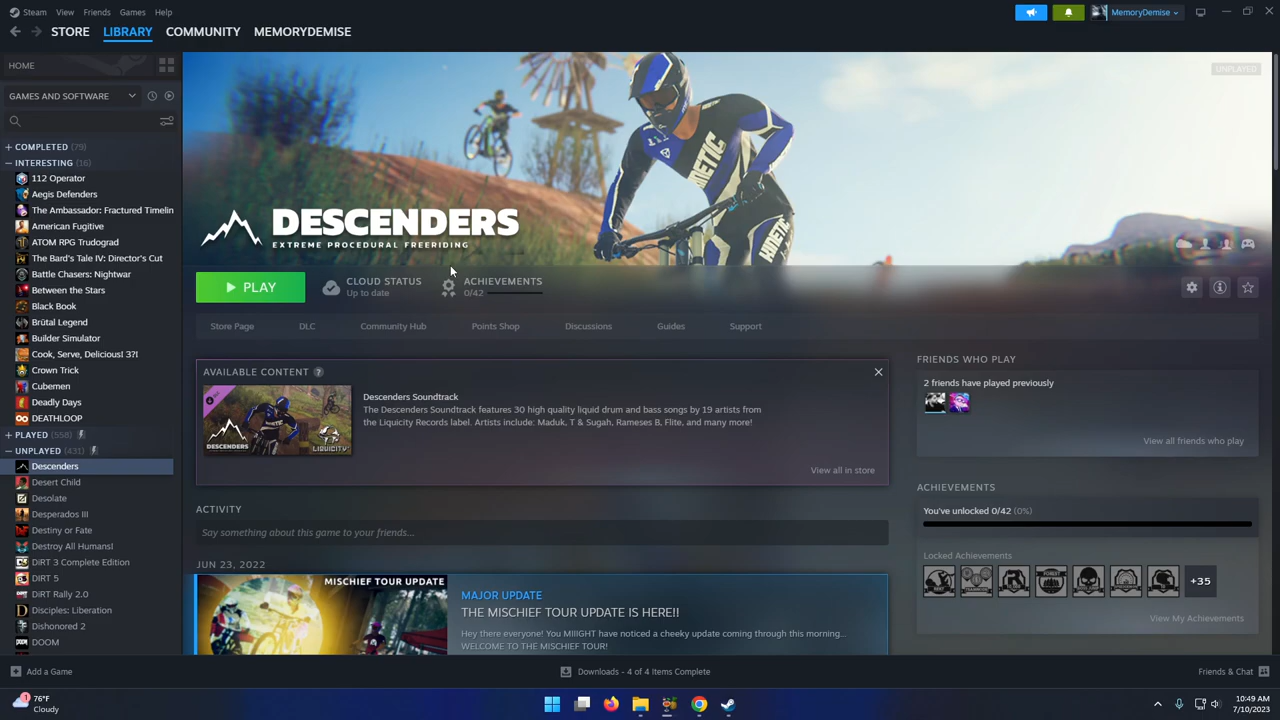 Steam View Friends Games Help
MemoryDemise
STORE LIBRARY COMMUNITY MEMORYDEMISE
HOME
GAMES AND SOFTWARE
COMPLETED (79)
INTERESTING (16)
112 Operator
Aegis Defenders
The Ambassador: Fractured Timelin
American Fugitive
ATOM RPG Trudograd
The Bard's Tale IV: Director's Cut
Battle Chasers: Nightwar
Between the Stars
Black Book
Brütal Legend
Builder Simulator
Cook, Serve, Delicious! 3?!
Crown Trick
Cubemen
Deadly Days
DEATHLOOP
PLAYED (558)
UNPLAYED (431)
Descenders
Desert Child
Desolate
Desperados III
Destiny or Fate
Destroy All Humans!
DiRT 3 Complete Edition
DIRT 5
DiRT Rally 2.0
Disciples: Liberation
Dishonored 2
DOOM
UNPLAYED
KINETIC
KINETIC
DESCENDERS
EXTREME PROCEDURAL FREERIDING
PLAY
CLOUD STATUS
Up to date
ACHIEVEMENTS
0/42
Store Page DLC Community Hub Points Shop Discussions Guides Support
AVAILABLE CONTENT ?
DESCENDERS
LIQUICITY
Descenders Soundtrack
The Descenders Soundtrack features 30 high quality liquid drum and bass songs by 19 artists from
the Liquicity Records label. Artists include: Maduk, T & Sugah, Rameses B, Flite, and many more!
View all in store
ACTIVITY
Say something about this game to your friends...
JUN 23, 2022
MISCHIEF TOUR UPDATE
MAJOR UPDATE
THE MISCHIEF TOUR UPDATE IS HERE!!
Hey there everyone! You MIIIGHT have noticed a cheeky update coming through this morning...
WELCOME TO THE MISCHIEF TOUR!
FRIENDS WHO PLAY
2 friends have played previously
View all friends who play
ACHIEVEMENTS
You've unlocked 0/42 (0%)
Locked Achievements
+35
View My Achievements
Add a Game
Downloads - 4 of 4 Items Complete
Friends & Chat
76°F
Cloudy
10:49 AM
7/10/2023